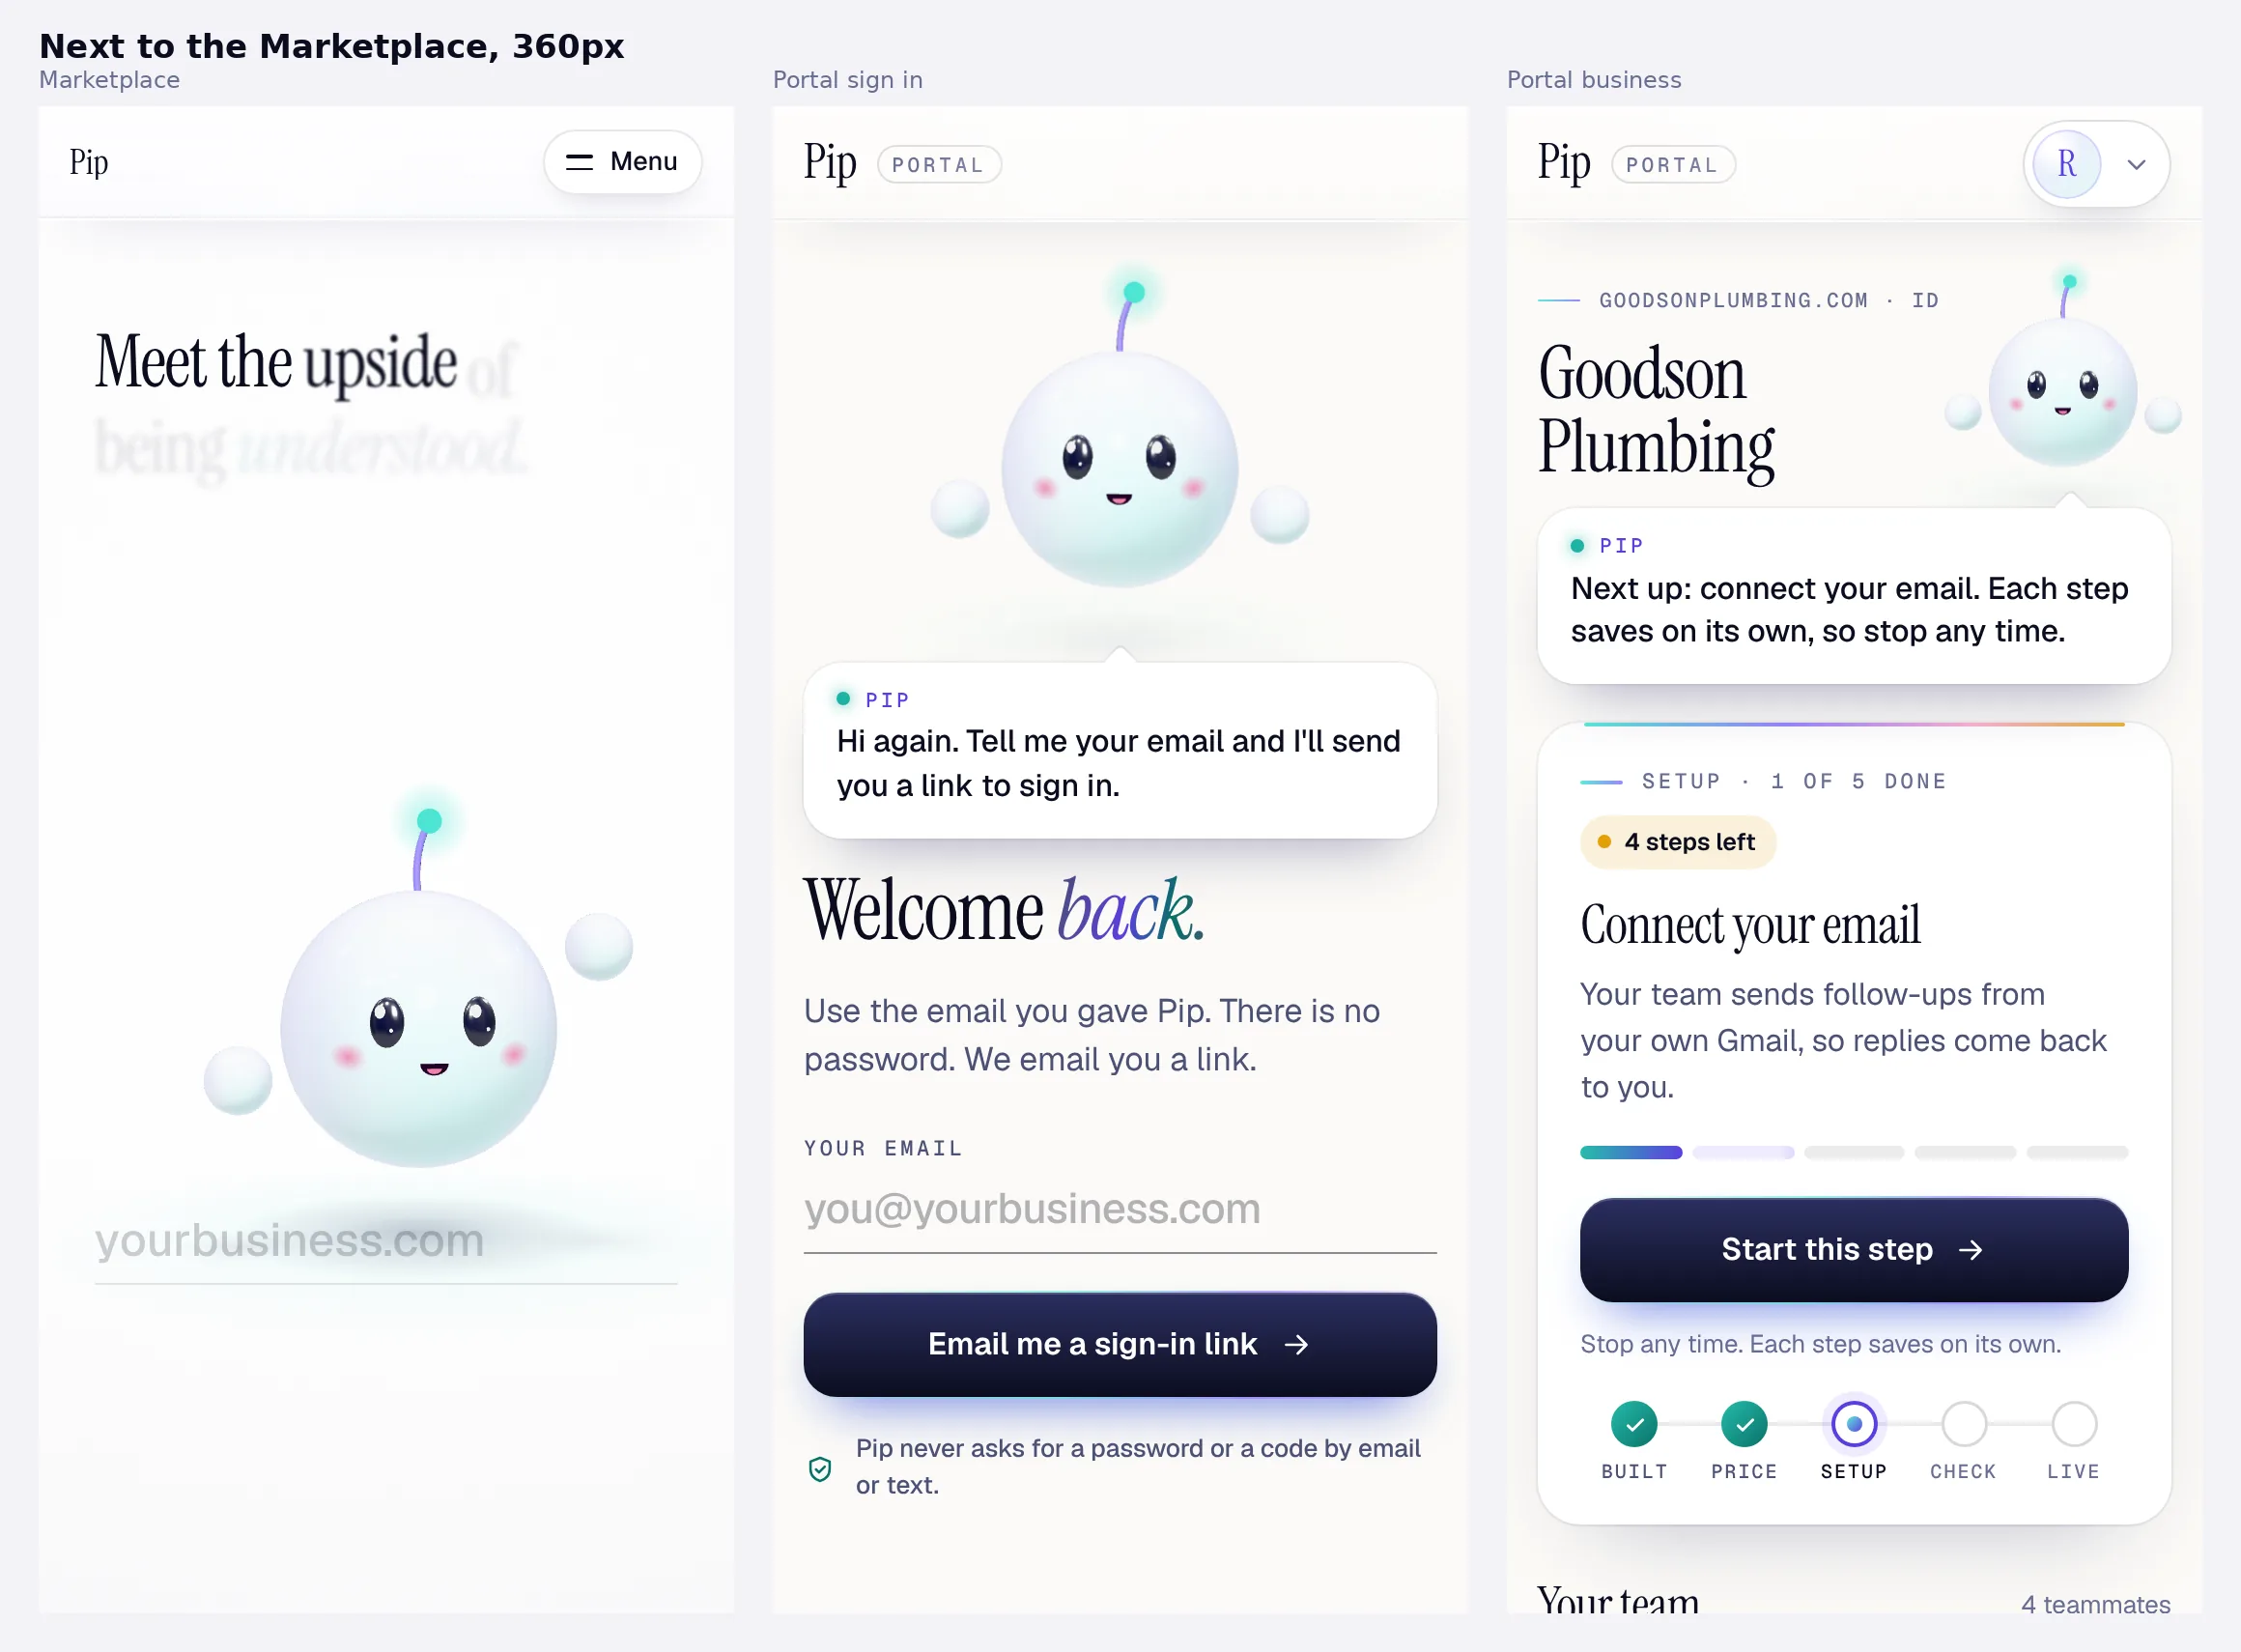 Next to the Marketplace, 360px
Marketplace
Pip
Menu
Meet the upside of
being understood.
yourbusiness.com
Portal sign in
Pip PORTAL
PIP
Hi again. Tell me your email and I'll send
you a link to sign in.
Welcome back.
Use the email you gave Pip. There is no
password. We email you a link.
YOUR EMAIL
you@yourbusiness.com
Email me a sign-in link →
Pip never asks for a password or a code by email
or text.
Portal business
Pip PORTAL
R
GOODSONPLUMBING.COM · ID
Goodson
Plumbing
PIP
Next up: connect your email. Each step
saves on its own, so stop any time.
SETUP · 1 OF 5 DONE
4 steps left
Connect your email
Your team sends follow-ups from
your own Gmail, so replies come back
to you.
Start this step →
Stop any time. Each step saves on its own.
BUILT PRICE SETUP CHECK LIVE
Your team 4 teammates